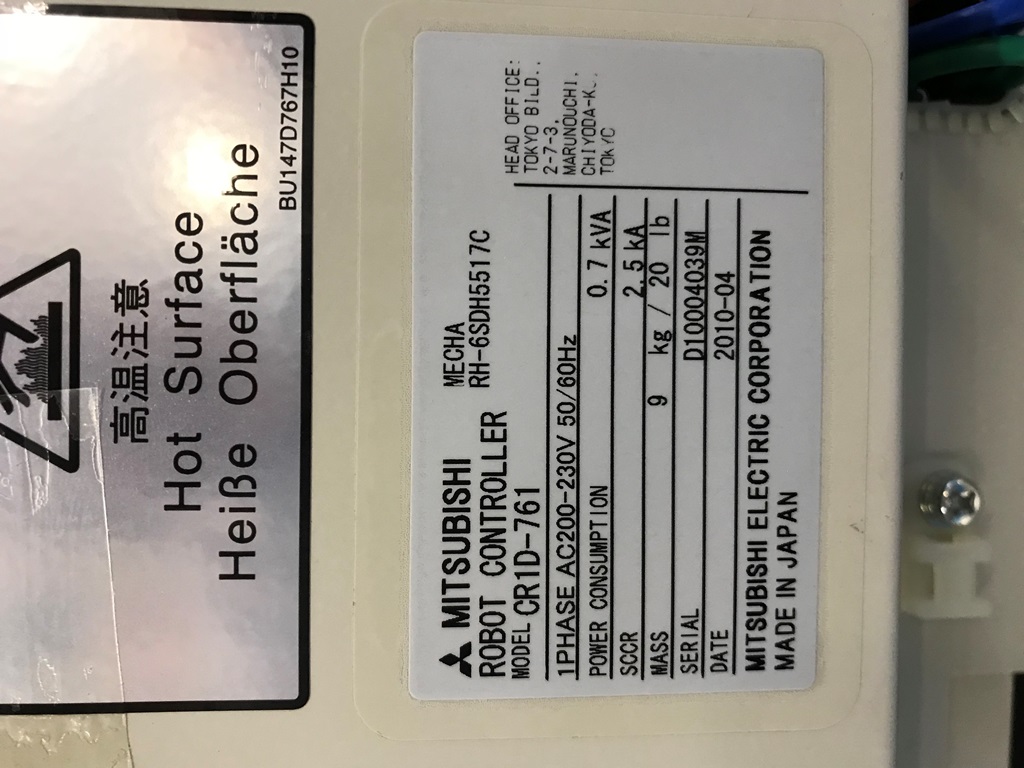 高温注意
Hot Surface
Heiße Oberfläche
BU147D767H10
MITSUBISHI
ROBOT CONTROLLER
MODEL CR1D-761
MECHA
RH-6SDH5517C
1PHASE AC200-230V 50/60Hz
POWER CONSUMPTION 0.7 kVA
SCCR 2.5 kA
MASS 9 kg / 20 lb
SERIAL D10004039M
DATE 2010-04
MITSUBISHI ELECTRIC CORPORATION
MADE IN JAPAN
HEAD OFFICE:
TOKYO BILD.,
2-7-3,
MARUNOUCHI,
CHIYODA-K.,
TOKYO